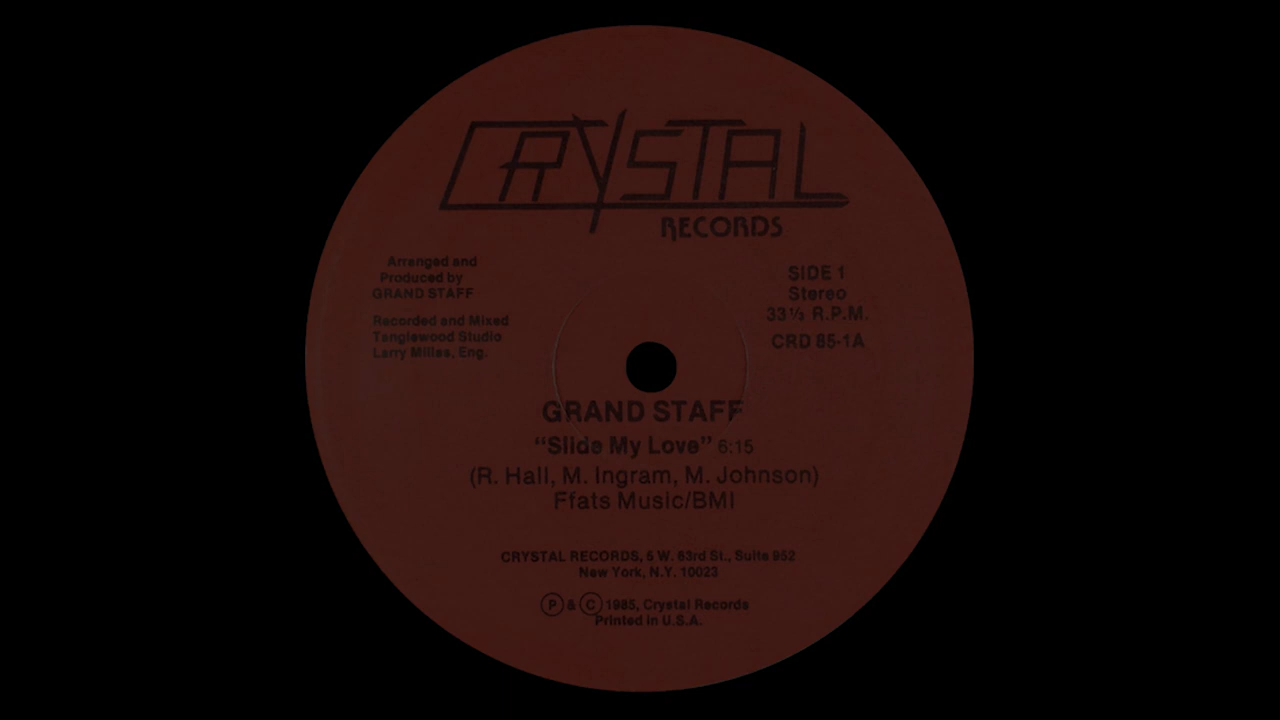 CRYSTAL
RECORDS
Arranged and
Produced by
GRAND STAFF
Recorded and Mixed
Tanglewood Studio
Larry Millas, Eng.
SIDE 1
Stereo
33⅓ R.P.M.
CRD 85-1A
GRAND STAFF
“Slide My Love” 6:15
(R. Hall, M. Ingram, M. Johnson)
Ffats Music/BMI
CRYSTAL RECORDS, 5 W. 63rd St., Suite 952
New York, N.Y. 10023
Ⓟ & Ⓒ 1985, Crystal Records
Printed in U.S.A.